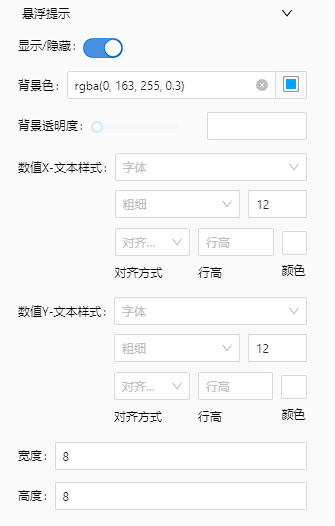 悬浮提示
显示/隐藏:
背景色: rgba(0, 163, 255, 0.3)
背景透明度:
数值X-文本样式: 字体
粗细 12
对齐... 行高
对齐方式 行高 颜色
数值Y-文本样式: 字体
粗细 12
对齐... 行高
对齐方式 行高 颜色
宽度: 8
高度: 8